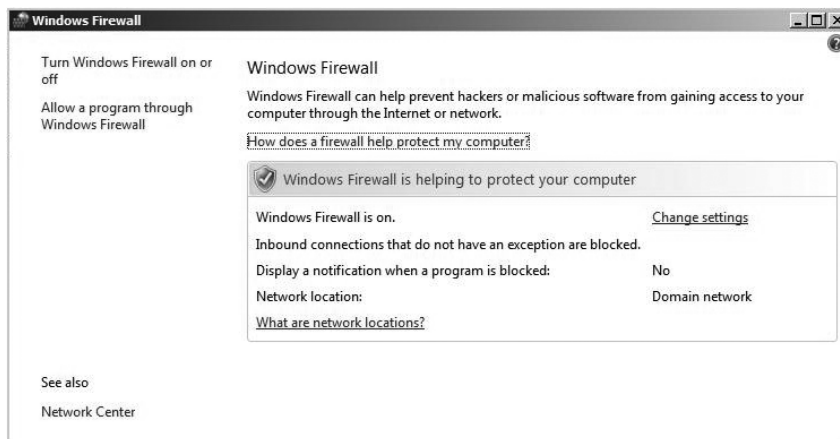 Windows Firewall
Turn Windows Firewall on or
off
Allow a program through
Windows Firewall
Windows Firewall
Windows Firewall can help prevent hackers or malicious software from gaining access to your
computer through the Internet or network.
How does a firewall help protect my computer?
Windows Firewall is helping to protect your computer
Windows Firewall is on. Change settings
Inbound connections that do not have an exception are blocked.
Display a notification when a program is blocked: No
Network location: Domain network
What are network locations?
See also
Network Center